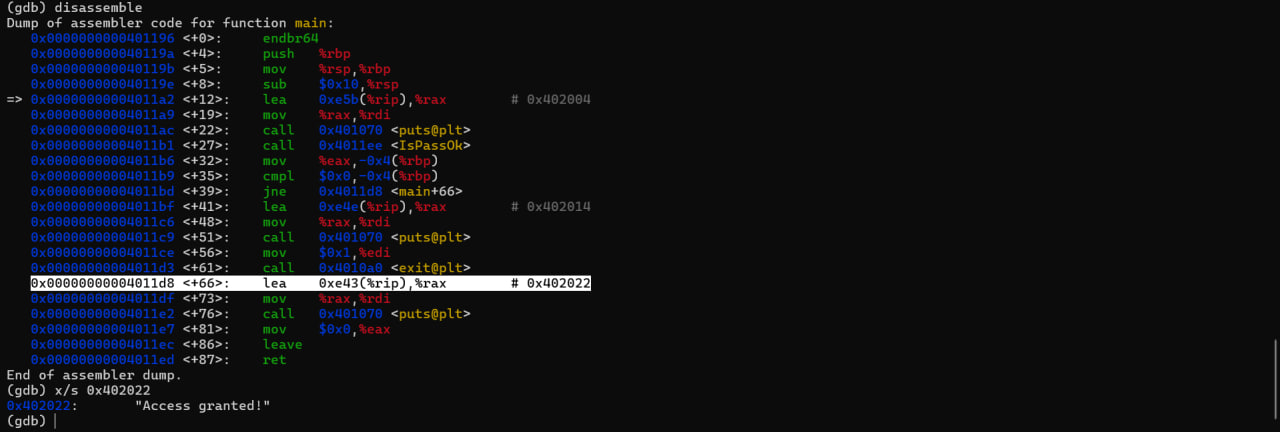 (gdb) disassemble
Dump of assembler code for function main:
   0x0000000000401196 <+0>:     endbr64
   0x000000000040119a <+4>:     push   %rbp
   0x000000000040119b <+5>:     mov    %rsp,%rbp
   0x000000000040119e <+8>:     sub    $0x10,%rsp
=> 0x00000000004011a2 <+12>:    lea    0xe5b(%rip),%rax        # 0x402004
   0x00000000004011a9 <+19>:    mov    %rax,%rdi
   0x00000000004011ac <+22>:    call   0x401070 <puts@plt>
   0x00000000004011b1 <+27>:    call   0x4011ee <IsPassOk>
   0x00000000004011b6 <+32>:    mov    %eax,-0x4(%rbp)
   0x00000000004011b9 <+35>:    cmpl   $0x0,-0x4(%rbp)
   0x00000000004011bd <+39>:    jne    0x4011d8 <main+66>
   0x00000000004011bf <+41>:    lea    0xe4e(%rip),%rax        # 0x402014
   0x00000000004011c6 <+48>:    mov    %rax,%rdi
   0x00000000004011c9 <+51>:    call   0x401070 <puts@plt>
   0x00000000004011ce <+56>:    mov    $0x1,%edi
   0x00000000004011d3 <+61>:    call   0x4010a0 <exit@plt>
   0x00000000004011d8 <+66>:    lea    0xe43(%rip),%rax        # 0x402022
   0x00000000004011df <+73>:    mov    %rax,%rdi
   0x00000000004011e2 <+76>:    call   0x401070 <puts@plt>
   0x00000000004011e7 <+81>:    mov    $0x0,%eax
   0x00000000004011ec <+86>:    leave
   0x00000000004011ed <+87>:    ret
End of assembler dump.
(gdb) x/s 0x402022
0x402022:       "Access granted!"
(gdb)